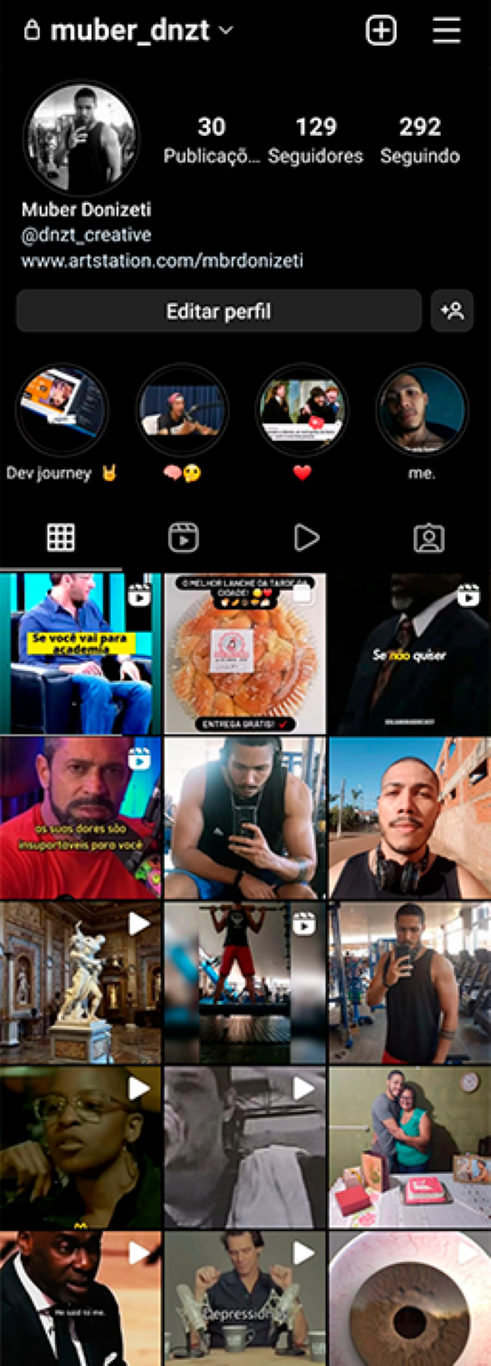 muber_dnzt
30 129 292
Publicaçõ... Seguidores Seguindo
Muber Donizeti
@dnzt_creative
www.artstation.com/mbrdonizeti
Editar perfil
Dev journey 🤘 🧠🤔 ❤️ me.
Se você vai para
academia
O MELHOR LANCHE DA TARDE DA
CIDADE!
ENTREGA GRÁTIS!
Se não quiser
as suas dores são
insuportáveis para você
He said to me,
Depression